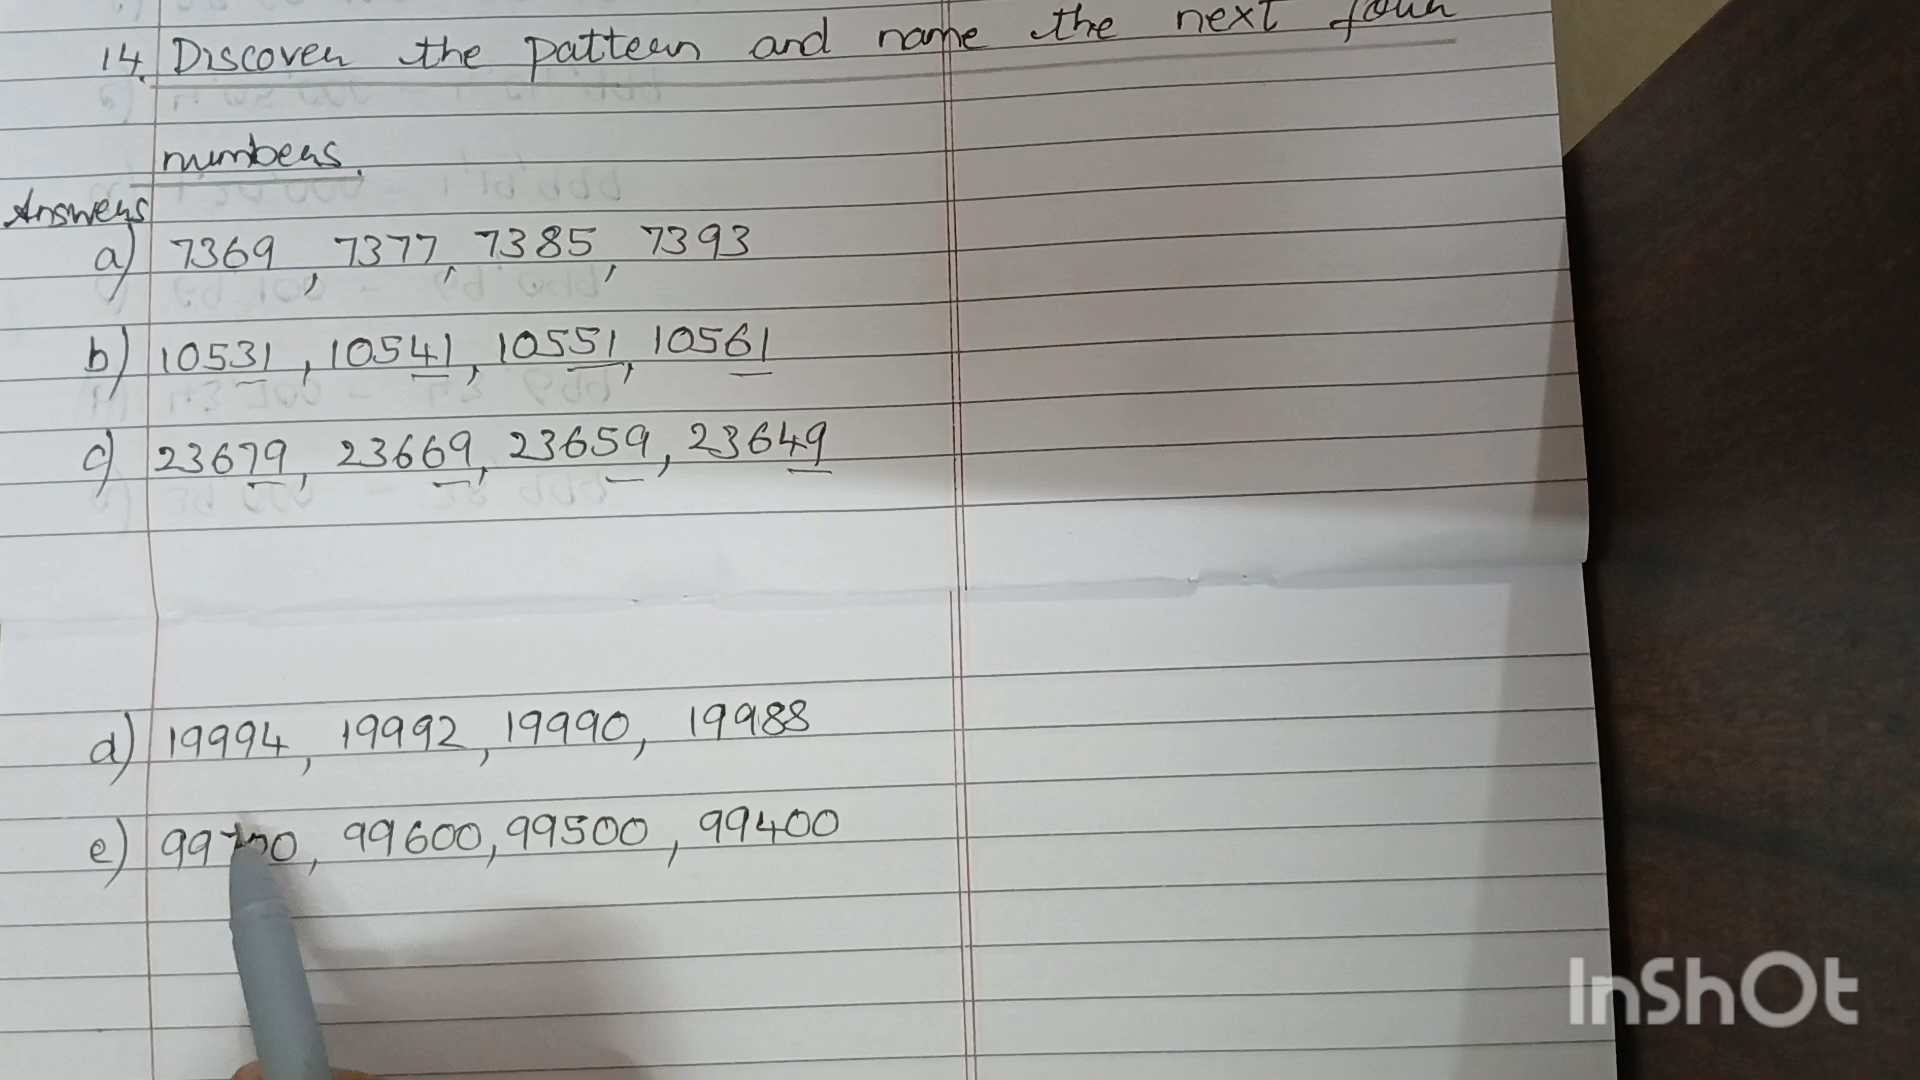 14. Discover the pattern and name the next four
numbers.
Answers
a) 7369, 7377, 7385, 7393
b) 10531, 10541, 10551, 10561
c) 23679, 23669, 23659, 23649
d) 19994, 19992, 19990, 19988
e) 99700, 99600, 99500, 99400
InShOt